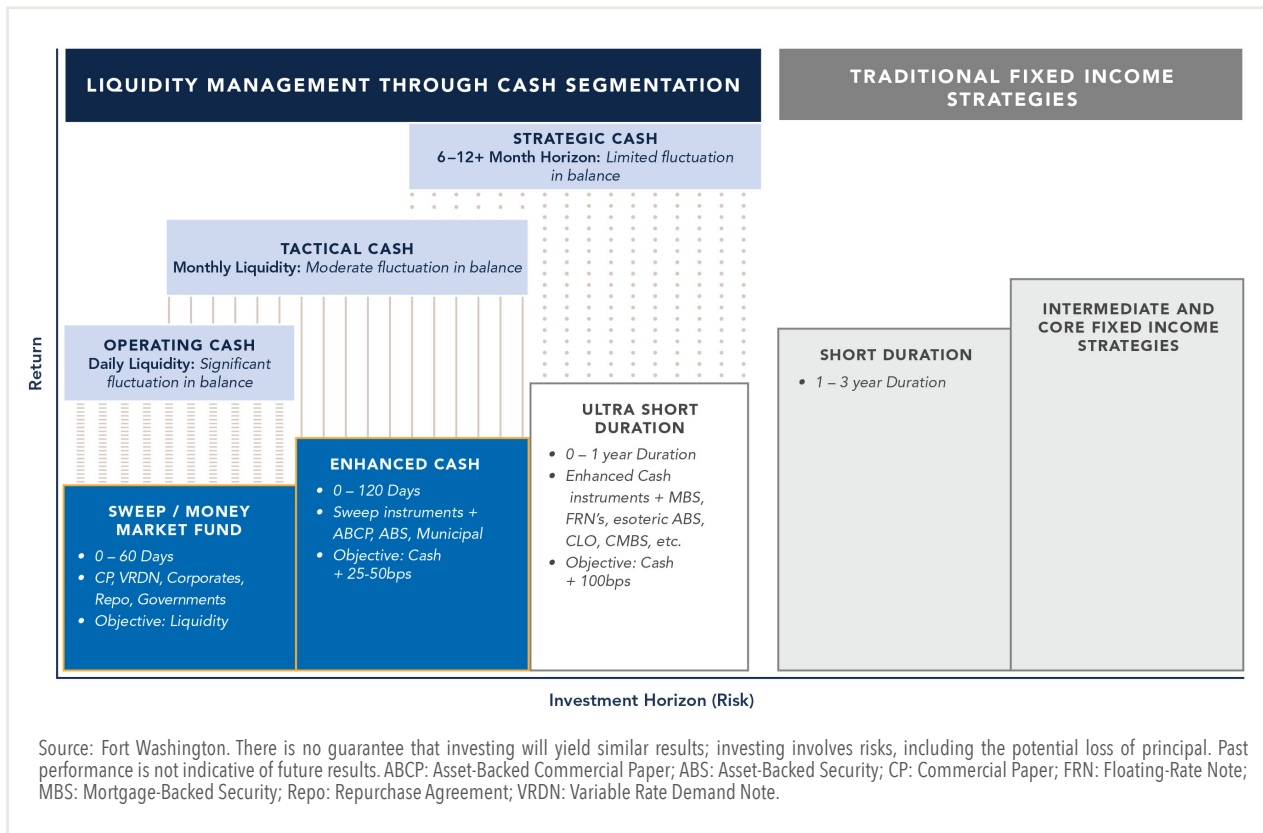 LIQUIDITY MANAGEMENT THROUGH CASH SEGMENTATION
TRADITIONAL FIXED INCOME
STRATEGIES
STRATEGIC CASH
6–12+ Month Horizon: Limited fluctuation
in balance
TACTICAL CASH
Monthly Liquidity: Moderate fluctuation in balance
OPERATING CASH
Daily Liquidity: Significant
fluctuation in balance
Return
SWEEP / MONEY
MARKET FUND
• 0 – 60 Days
• CP, VRDN, Corporates,
Repo, Governments
• Objective: Liquidity
ENHANCED CASH
• 0 – 120 Days
• Sweep instruments +
ABCP, ABS, Municipal
• Objective: Cash
+ 25-50bps
ULTRA SHORT
DURATION
• 0 – 1 year Duration
• Enhanced Cash
instruments + MBS,
FRN’s, esoteric ABS,
CLO, CMBS, etc.
• Objective: Cash
+ 100bps
SHORT DURATION
• 1 – 3 year Duration
INTERMEDIATE AND
CORE FIXED INCOME
STRATEGIES
Investment Horizon (Risk)
Source: Fort Washington. There is no guarantee that investing will yield similar results; investing involves risks, including the potential loss of principal. Past
performance is not indicative of future results. ABCP: Asset-Backed Commercial Paper; ABS: Asset-Backed Security; CP: Commercial Paper; FRN: Floating-Rate Note;
MBS: Mortgage-Backed Security; Repo: Repurchase Agreement; VRDN: Variable Rate Demand Note.